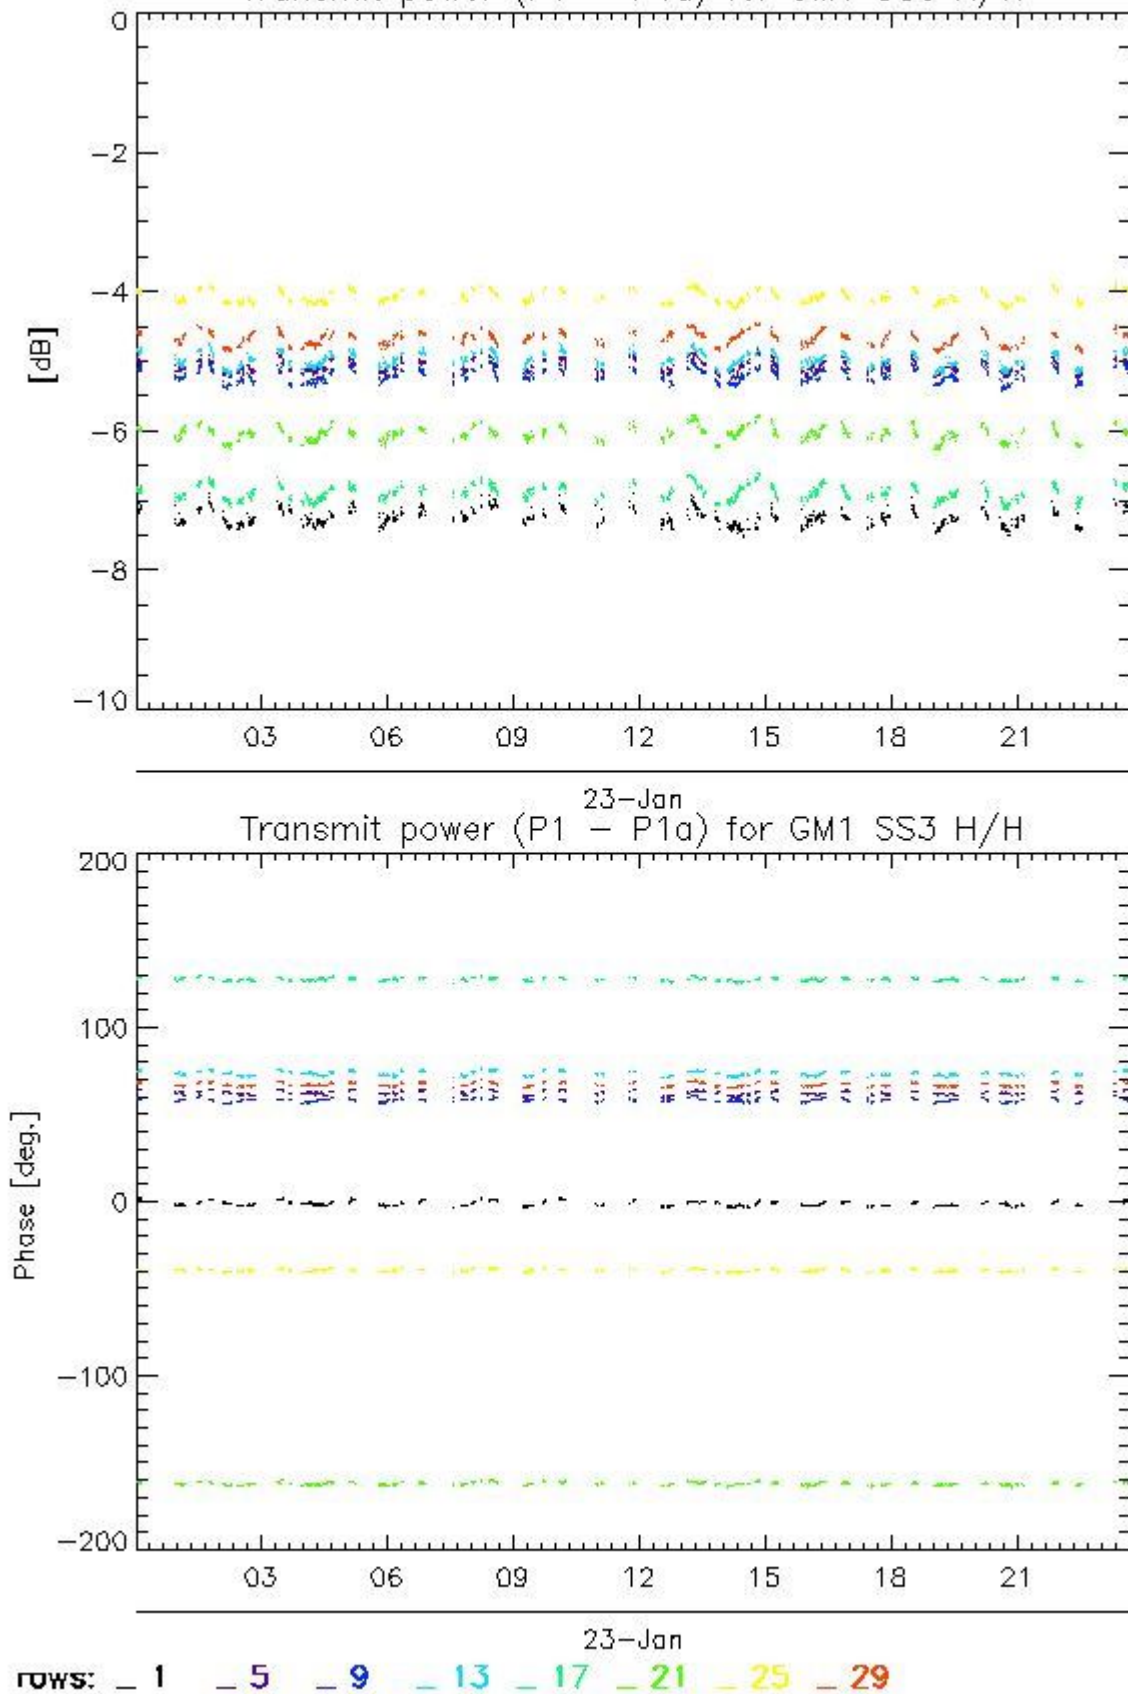 0
−2
−4
[dB]
−6
−8
−10
03 06 09 12 15 18 21
23-Jan
Transmit power (P1 − P1a) for GM1 SS3 H/H
200
100
Phase [deg.]
0
−100
−200
03 06 09 12 15 18 21
23-Jan
rows: _ 1 _ 5 _ 9 _ 13 _ 17 _ 21 _ 25 _ 29